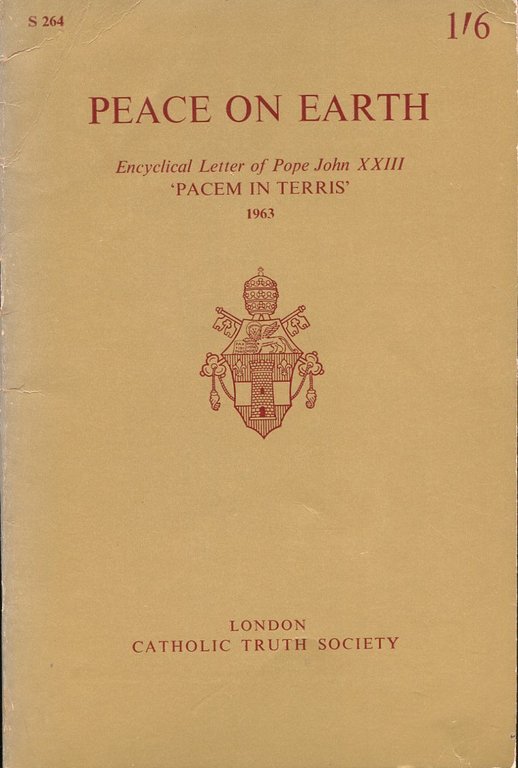 S 264
1/6
PEACE ON EARTH
Encyclical Letter of Pope John XXIII
‘PACEM IN TERRIS’
1963
LONDON
CATHOLIC TRUTH SOCIETY